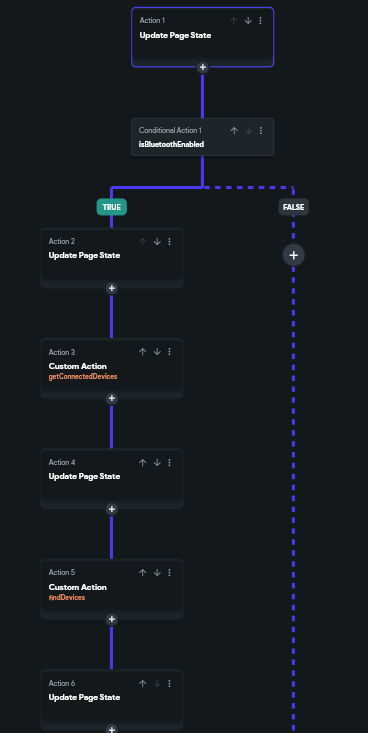 Action 1
Update Page State
Conditional Action 1
isBluetoothEnabled
TRUE
FALSE
Action 2
Update Page State
Action 3
Custom Action
getConnectedDevices
Action 4
Update Page State
Action 5
Custom Action
findDevices
Action 6
Update Page State